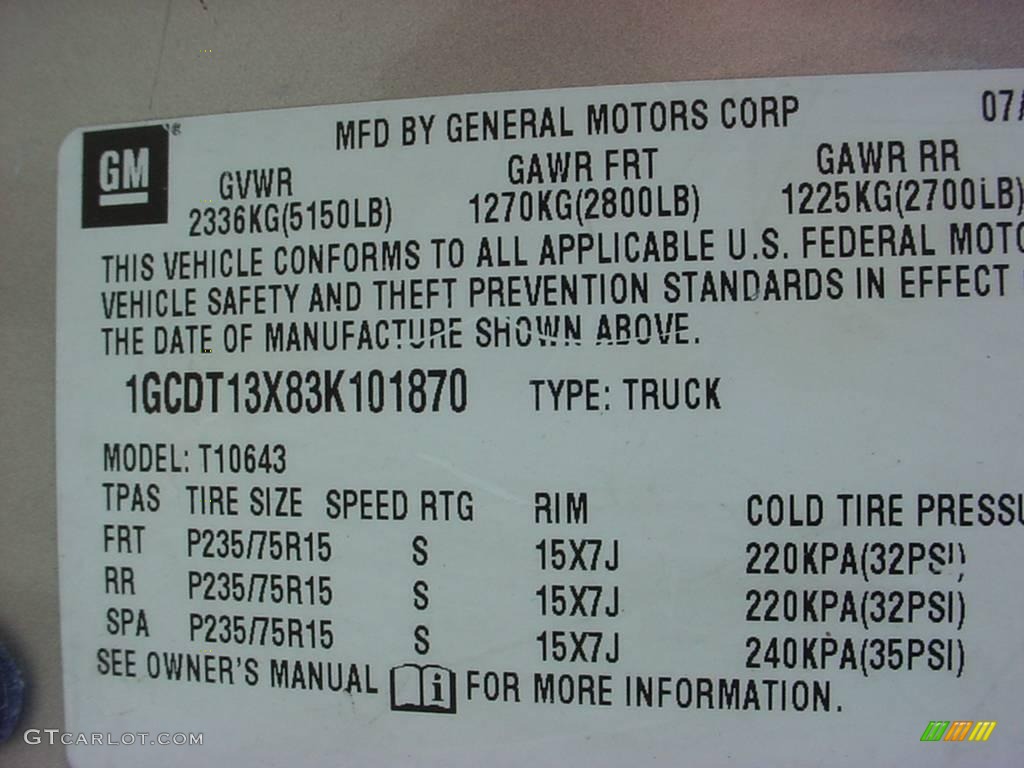 MFD BY GENERAL MOTORS CORP 07/
GM
GVWR GAWR FRT GAWR RR
2336KG(5150LB) 1270KG(2800LB) 1225KG(2700LB)
THIS VEHICLE CONFORMS TO ALL APPLICABLE U.S. FEDERAL MOTO
VEHICLE SAFETY AND THEFT PREVENTION STANDARDS IN EFFECT
THE DATE OF MANUFACTURE SHOWN ABOVE.
1GCDT13X83K101870 TYPE: TRUCK
MODEL: T10643
TPAS TIRE SIZE SPEED RTG RIM COLD TIRE PRESSU
FRT P235/75R15 S 15X7J 220KPA(32PSI)
RR P235/75R15 S 15X7J 220KPA(32PSI)
SPA P235/75R15 S 15X7J 240KPA(35PSI)
SEE OWNER'S MANUAL i FOR MORE INFORMATION.
GTCARLOT.COM